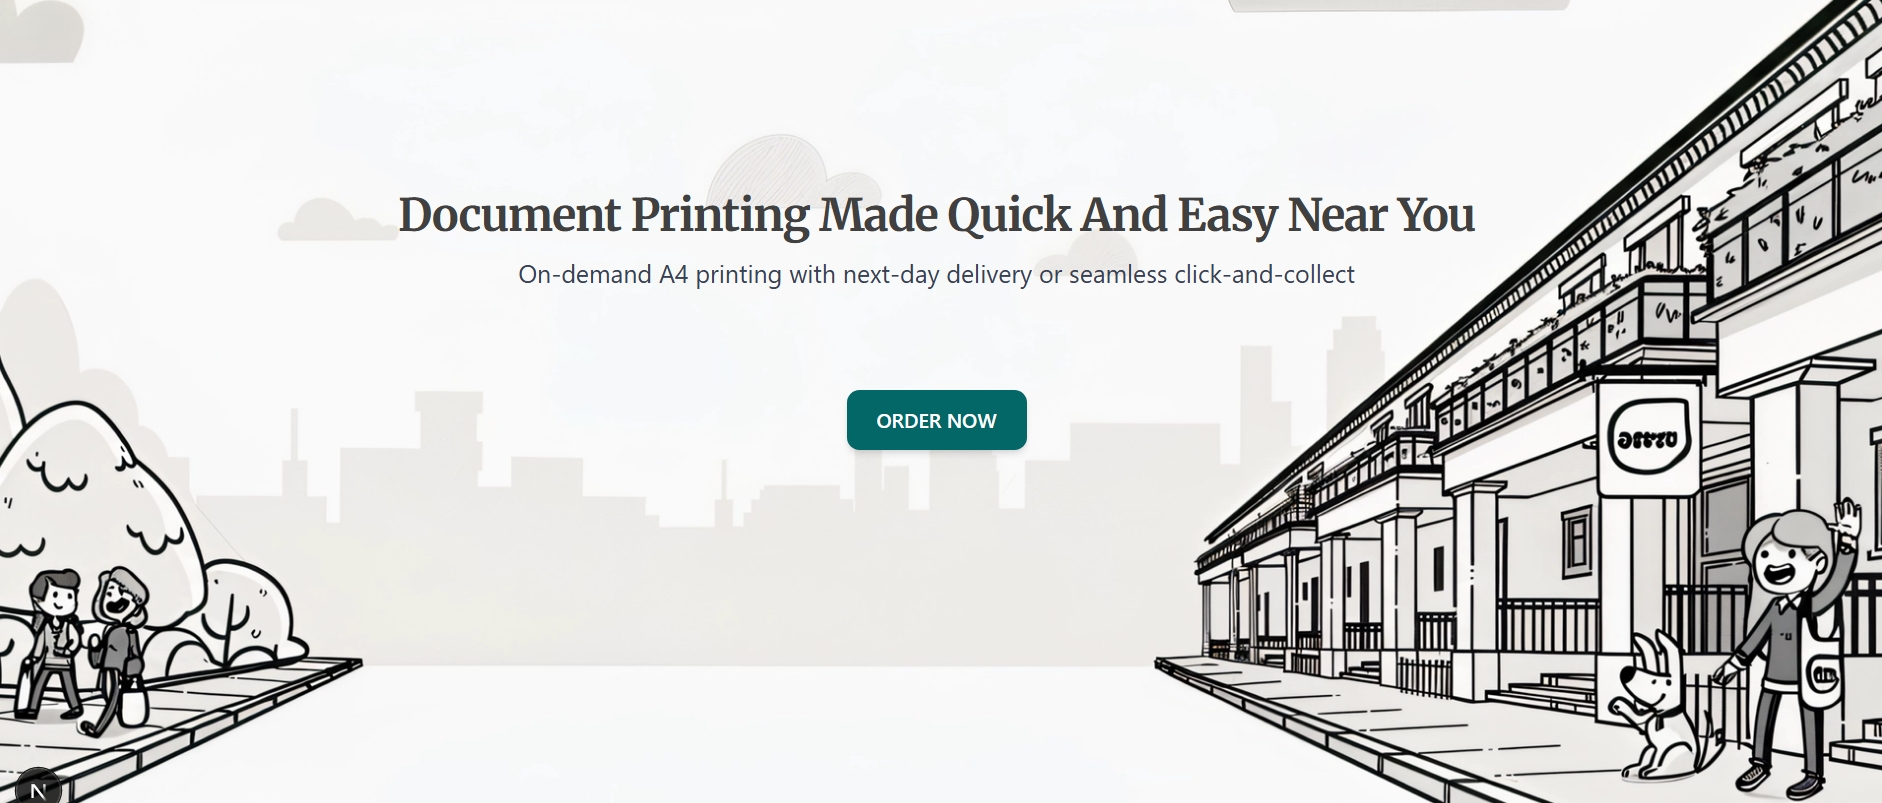 Document Printing Made Quick And Easy Near You
On-demand A4 printing with next-day delivery or seamless click-and-collect
ORDER NOW
N